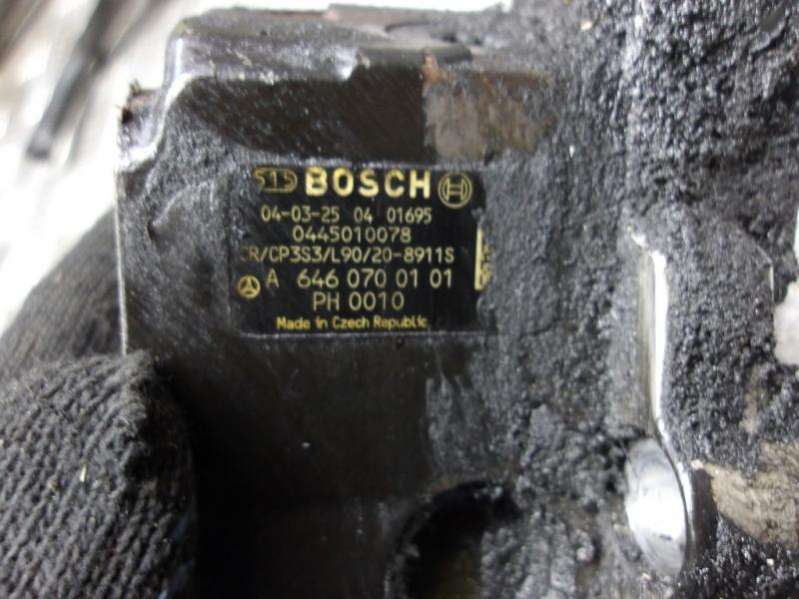 BOSCH
04-03-25 04 01695
0445010078
CR/CP3S3/L90/20-8911S
A 646 070 01 01
PH 0010
Made in Czech Republic